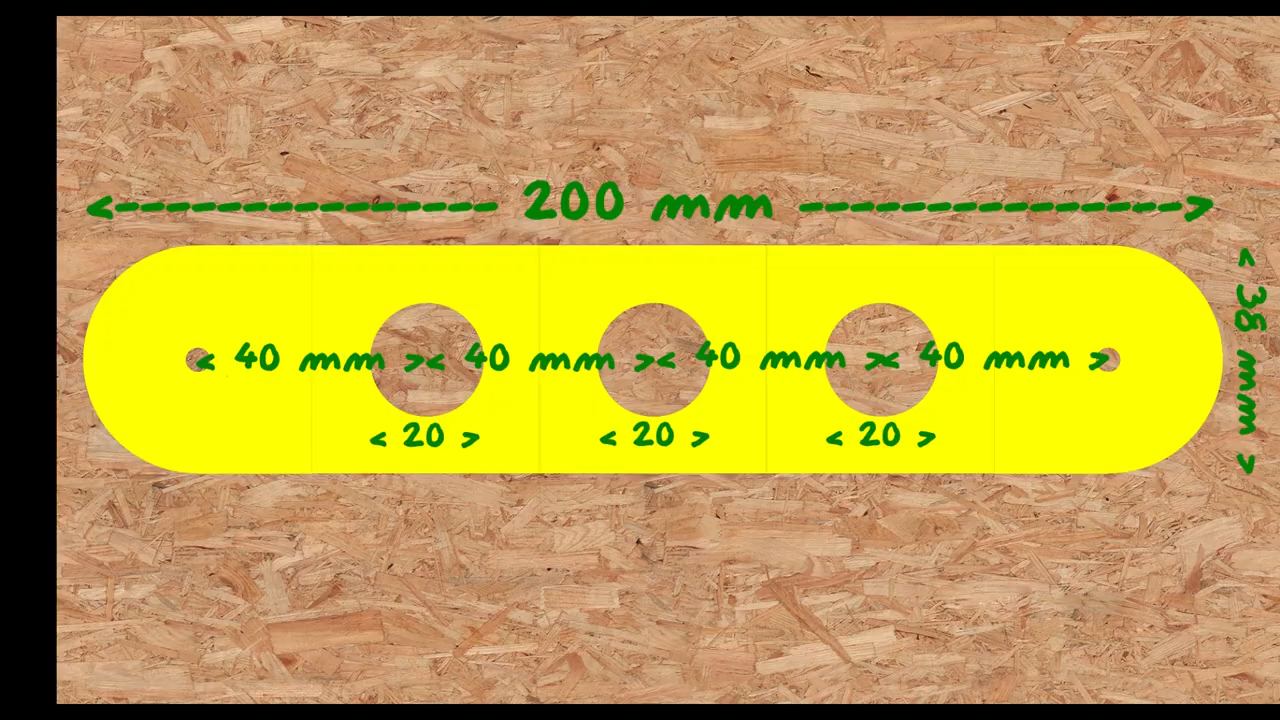 <--------------- 200 mm --------------->
< 38 mm >
< 40 mm >< 40 mm >< 40 mm >< 40 mm >
< 20 > < 20 > < 20 >